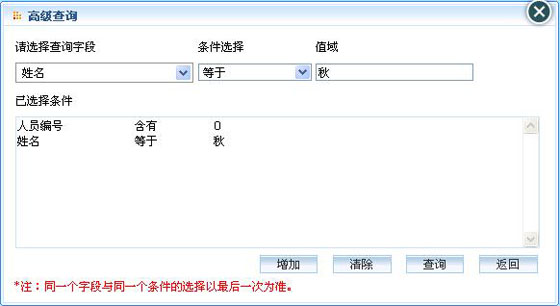 高级查询
请选择查询字段 条件选择 值域
姓名 等于 秋
已选择条件
人员编号 含有 0
姓名 等于 秋
增加 清除 查询 返回
*注：同一个字段与同一个条件的选择以最后一次为准。